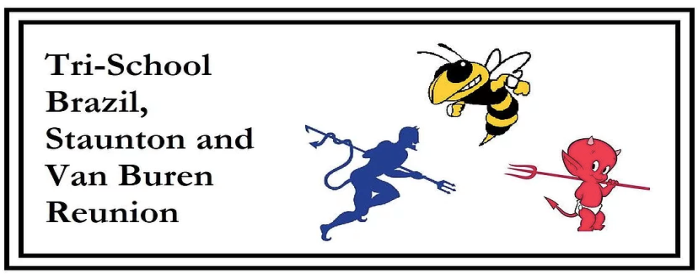 Tri-School
Brazil,
Staunton and
Van Buren
Reunion